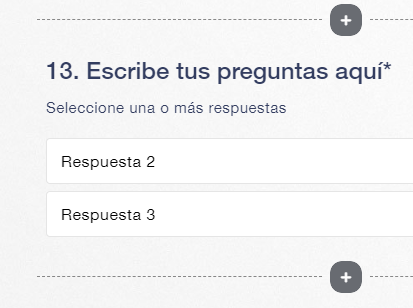 13. Escribe tus preguntas aquí*
Seleccione una o más respuestas
Respuesta 2
Respuesta 3